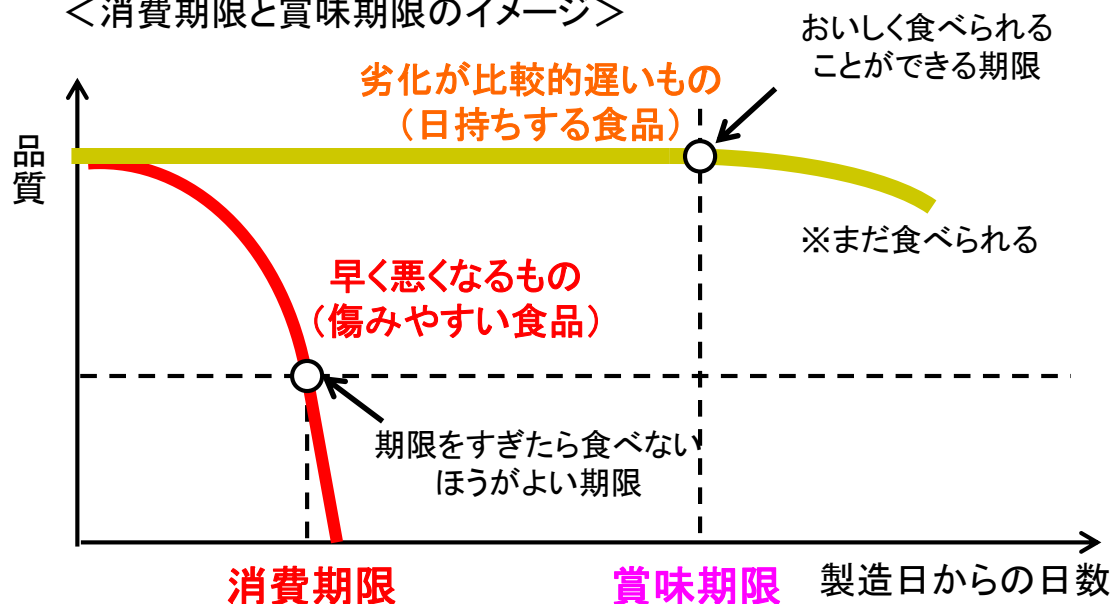 ＜消費期限と賞味期限のイメージ＞
おいしく食べられる
ことができる期限
劣化が比較的遅いもの
（日持ちする食品）
品質
※まだ食べられる
早く悪くなるもの
（傷みやすい食品）
期限をすぎたら食べない
ほうがよい期限
消費期限
賞味期限
製造日からの日数